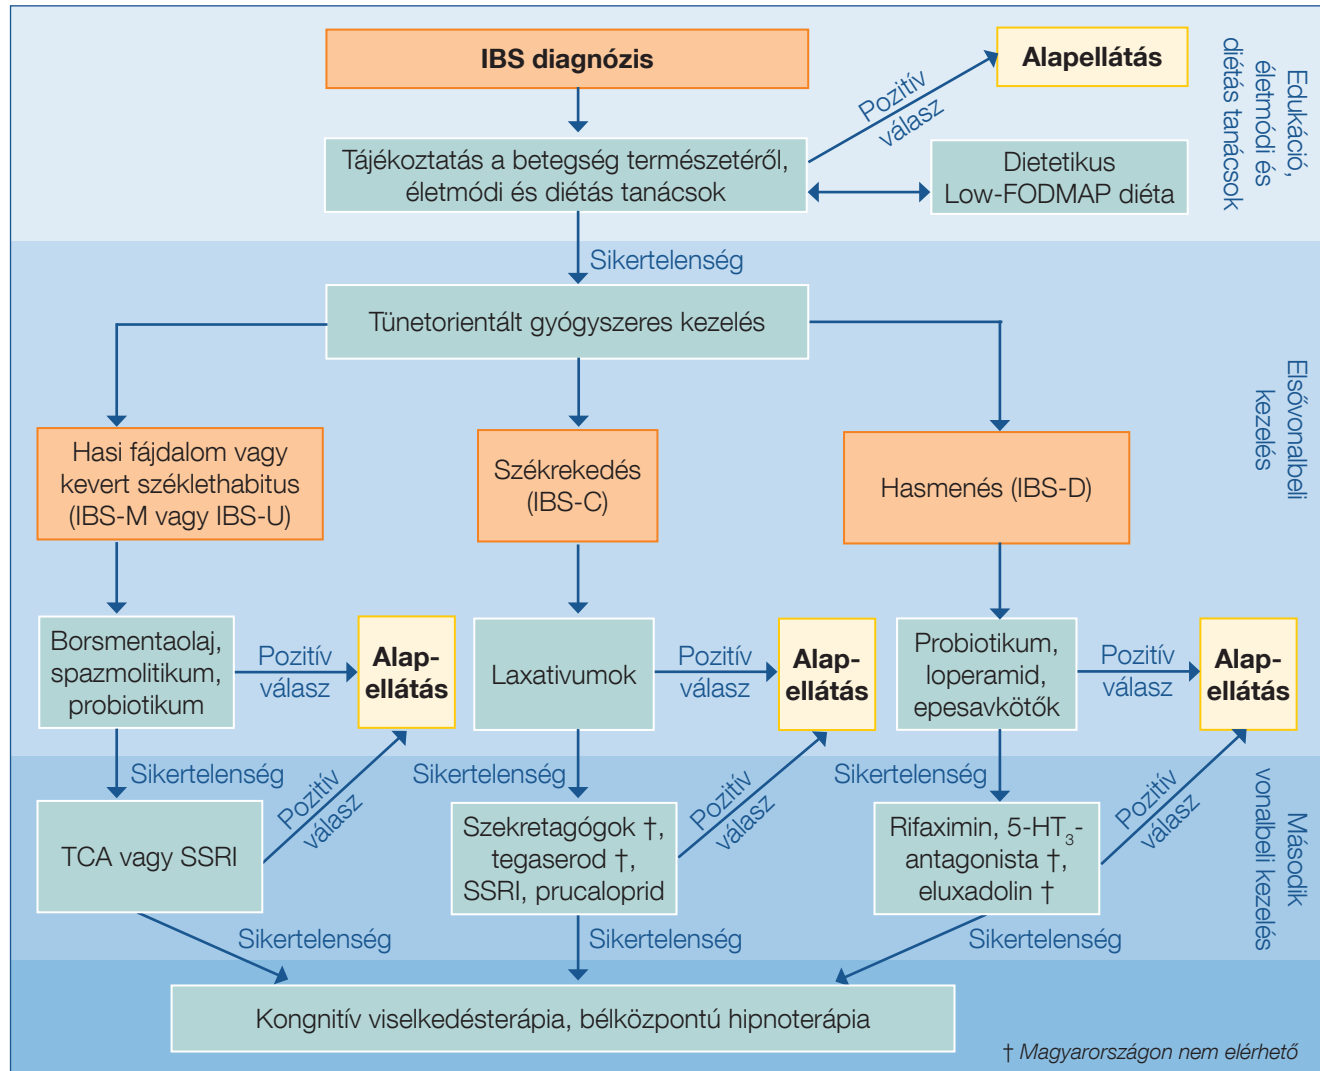 IBS diagnózis
Alapellátás
Pozitív
válasz
Tájékoztatás a betegség természetéről,
életmódi és diétás tanácsok
Dietetikus
Low-FODMAP diéta
Edukáció,
életmódi és
diétás tanácsok
Sikertelenség
Tünetorientált gyógyszeres kezelés
Elsővonalbeli
kezelés
Hasi fájdalom vagy
kevert széklethabitus
(IBS-M vagy IBS-U)
Székrekedés
(IBS-C)
Hasmenés (IBS-D)
Borsmentaolaj,
spazmolitikum,
probiotikum
Pozitív
válasz
Alap-
ellátás
Laxativumok
Pozitív
válasz
Alap-
ellátás
Probiotikum,
loperamid,
epesavkötők
Pozitív
válasz
Alap-
ellátás
Sikertelenség
Pozitív
válasz
Sikertelenség
Pozitív
válasz
Sikertelenség
Pozitív
válasz
TCA vagy SSRI
Szekretagógok †,
tegaserod †,
SSRI, prucaloprid
Rifaximin, 5-HT₃-
antagonista †,
eluxadolin †
Második
vonalbeli kezelés
Sikertelenség
Sikertelenség
Sikertelenség
Kongnitív viselkedésterápia, bélközpontú hipnoterápia
† Magyarországon nem elérhető